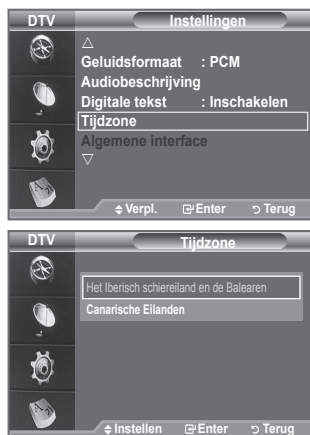 DTV Instellingen
△
Geluidsformaat : PCM
Audiobeschrijving
Digitale tekst : Inschakelen
Tijdzone
Algemene interface
▽
Verpl. Enter Terug
DTV Tijdzone
Het Iberisch schiereiland en de Balearen
Canarische Eilanden
Instellen Enter Terug